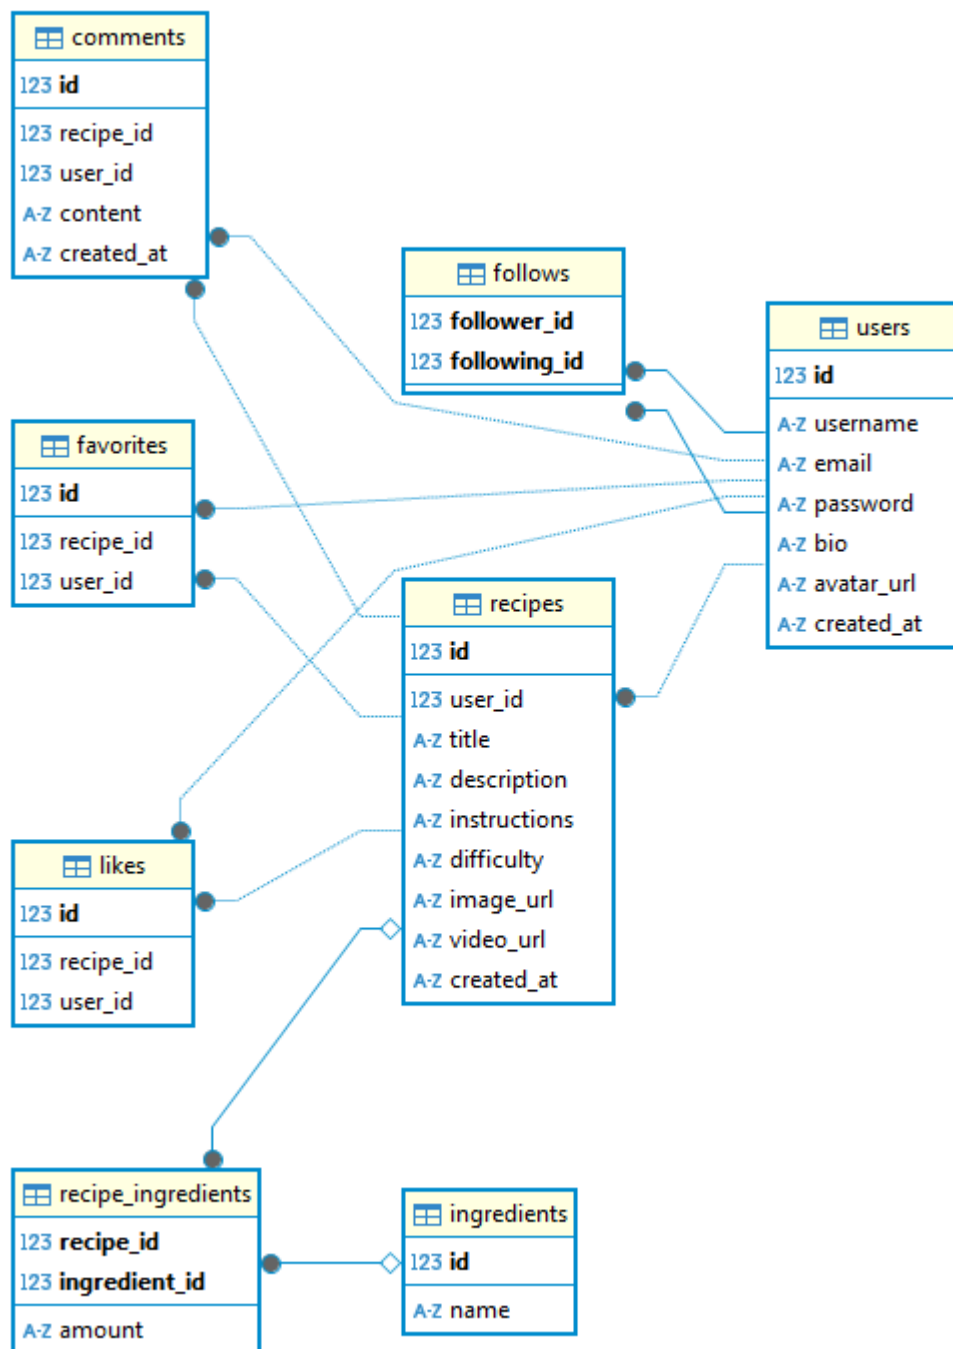 comments
123 id
123 recipe_id
123 user_id
A-Z content
A-Z created_at
follows
123 follower_id
123 following_id
users
123 id
A-Z username
A-Z email
A-Z password
A-Z bio
A-Z avatar_url
A-Z created_at
favorites
123 id
123 recipe_id
123 user_id
recipes
123 id
123 user_id
A-Z title
A-Z description
A-Z instructions
A-Z difficulty
A-Z image_url
A-Z video_url
A-Z created_at
likes
123 id
123 recipe_id
123 user_id
recipe_ingredients
123 recipe_id
123 ingredient_id
A-Z amount
ingredients
123 id
A-Z name